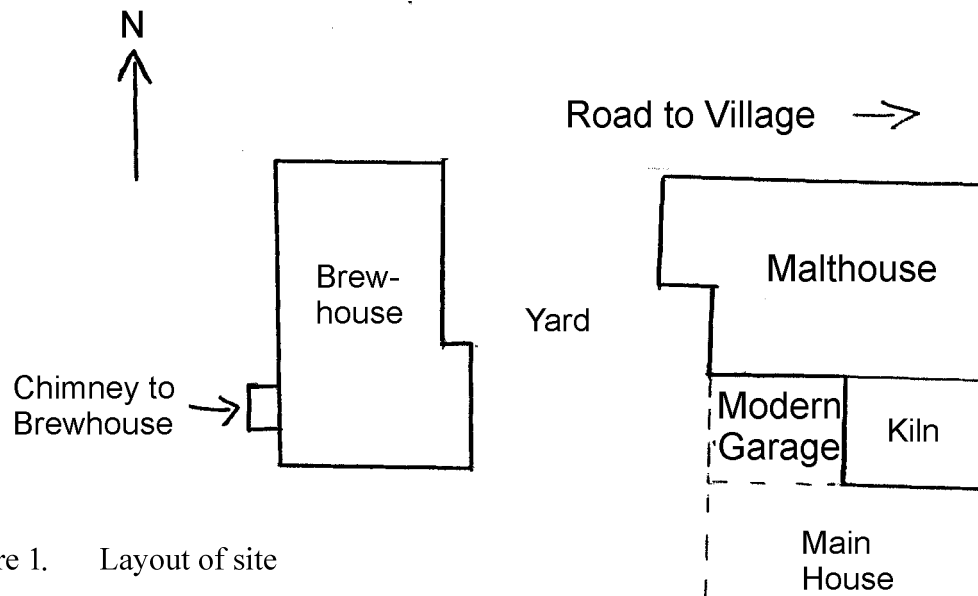 N
Road to Village
Brew-
house
Malthouse
Yard
Chimney to
Brewhouse
Modern
Garage
Kiln
Main
House
re 1. Layout of site